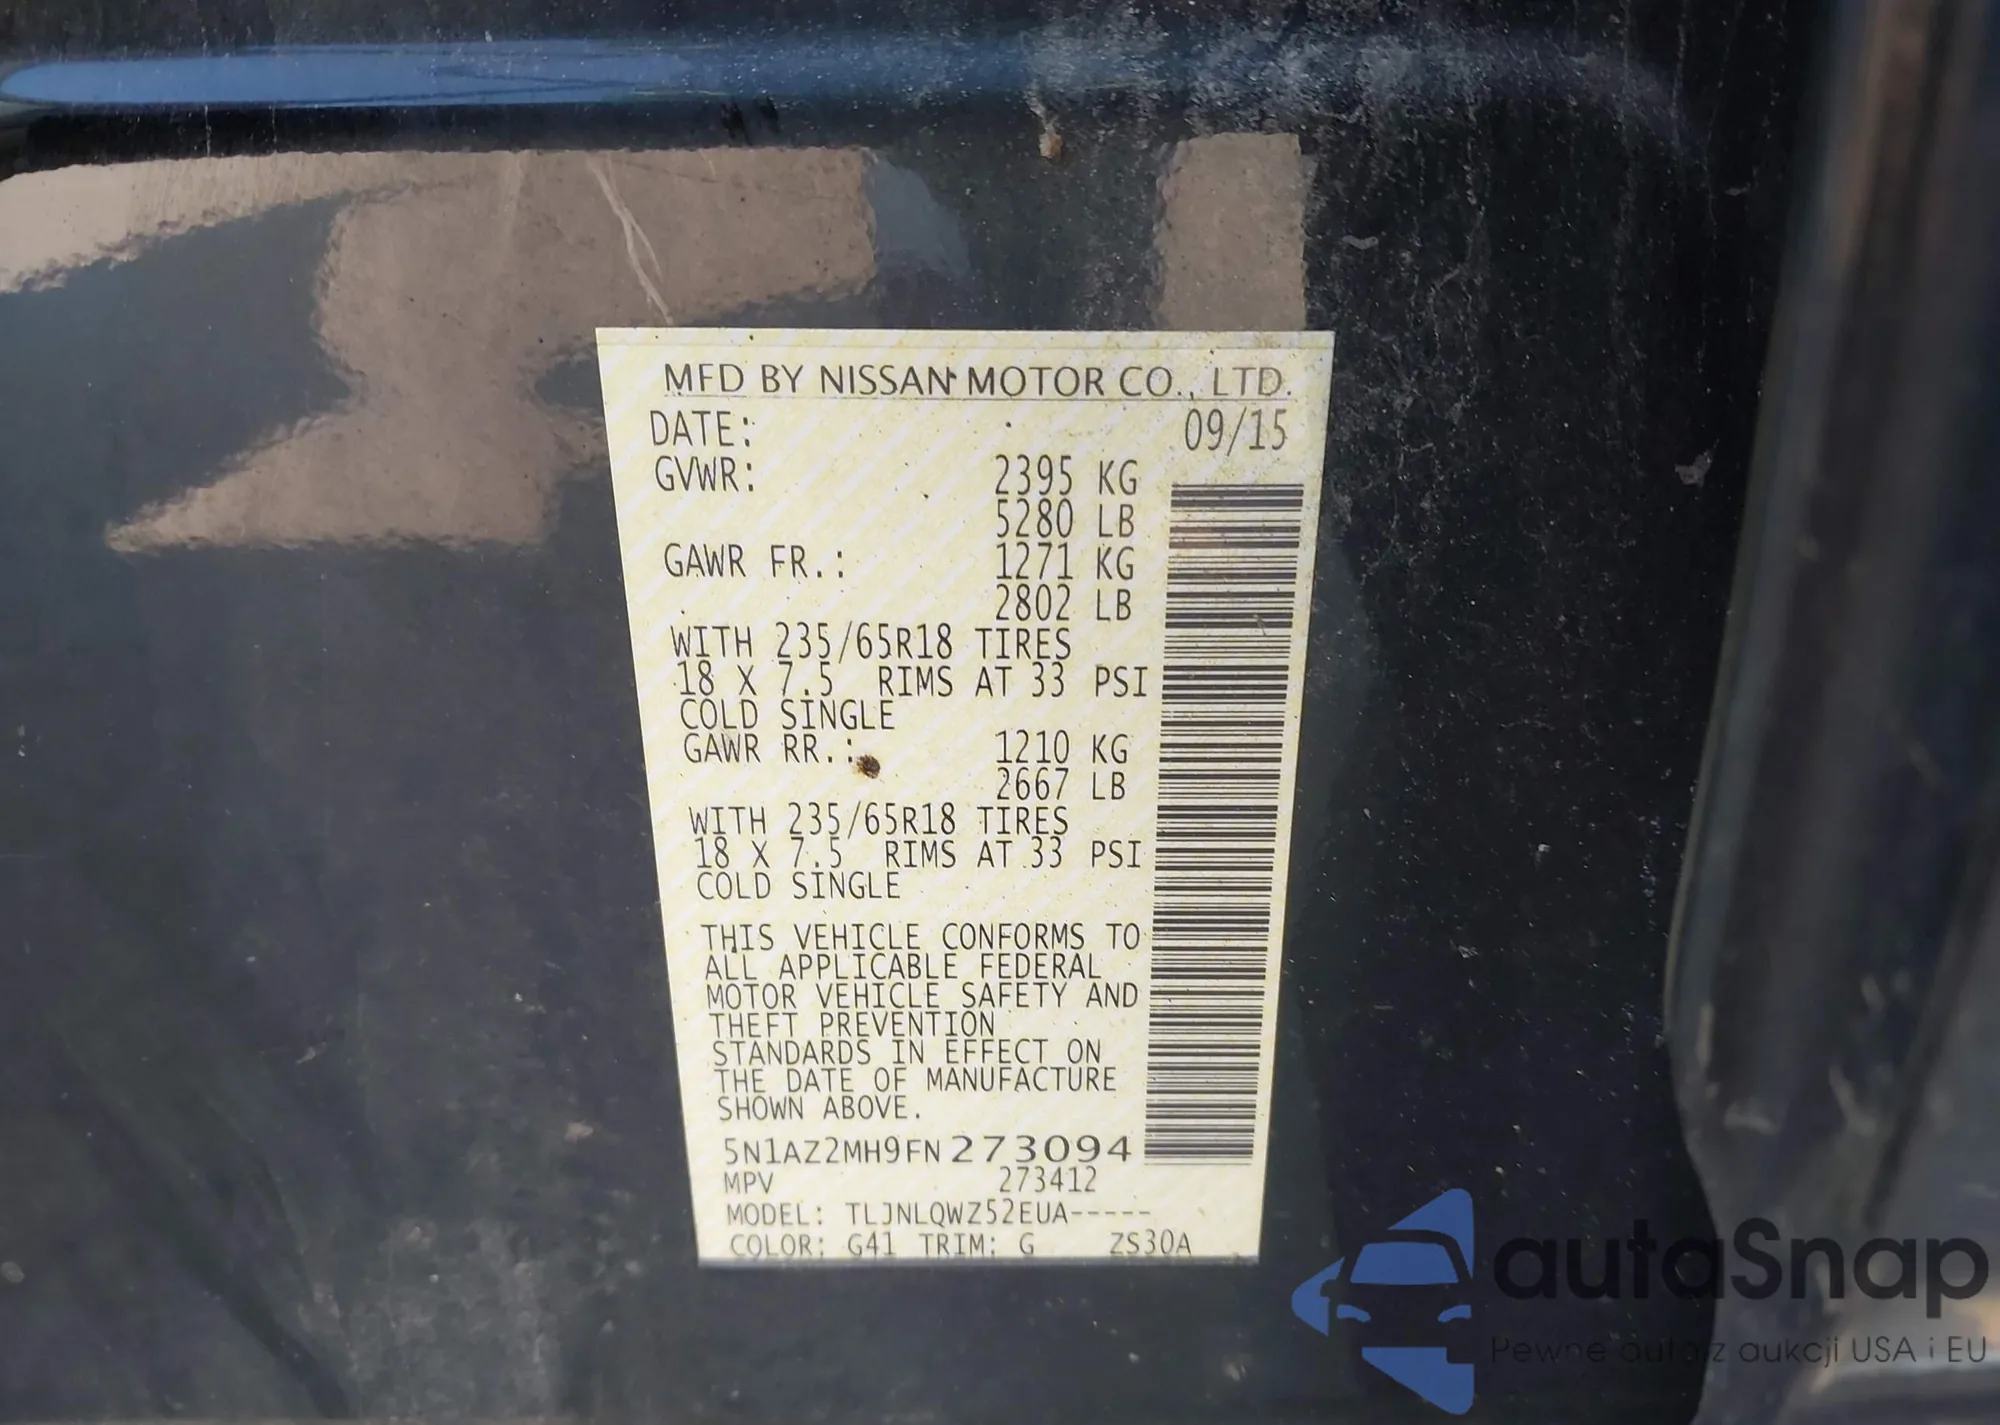 MFD BY NISSAN MOTOR CO., LTD.
DATE: 09/15
GVWR: 2395 KG
5280 LB
GAWR FR.: 1271 KG
2802 LB
WITH 235/65R18 TIRES
18 X 7.5 RIMS AT 33 PSI
COLD SINGLE
GAWR RR.: 1210 KG
2667 LB
WITH 235/65R18 TIRES
18 X 7.5 RIMS AT 33 PSI
COLD SINGLE
THIS VEHICLE CONFORMS TO
ALL APPLICABLE FEDERAL
MOTOR VEHICLE SAFETY AND
THEFT PREVENTION
STANDARDS IN EFFECT ON
THE DATE OF MANUFACTURE
SHOWN ABOVE.
5N1AZ2MH9FN273094
MPV 273412
MODEL: TLJNLQWZ52EUA-----
COLOR: G41 TRIM: G ZS30A
autaSnap
Pewne auta z aukcji USA i EU